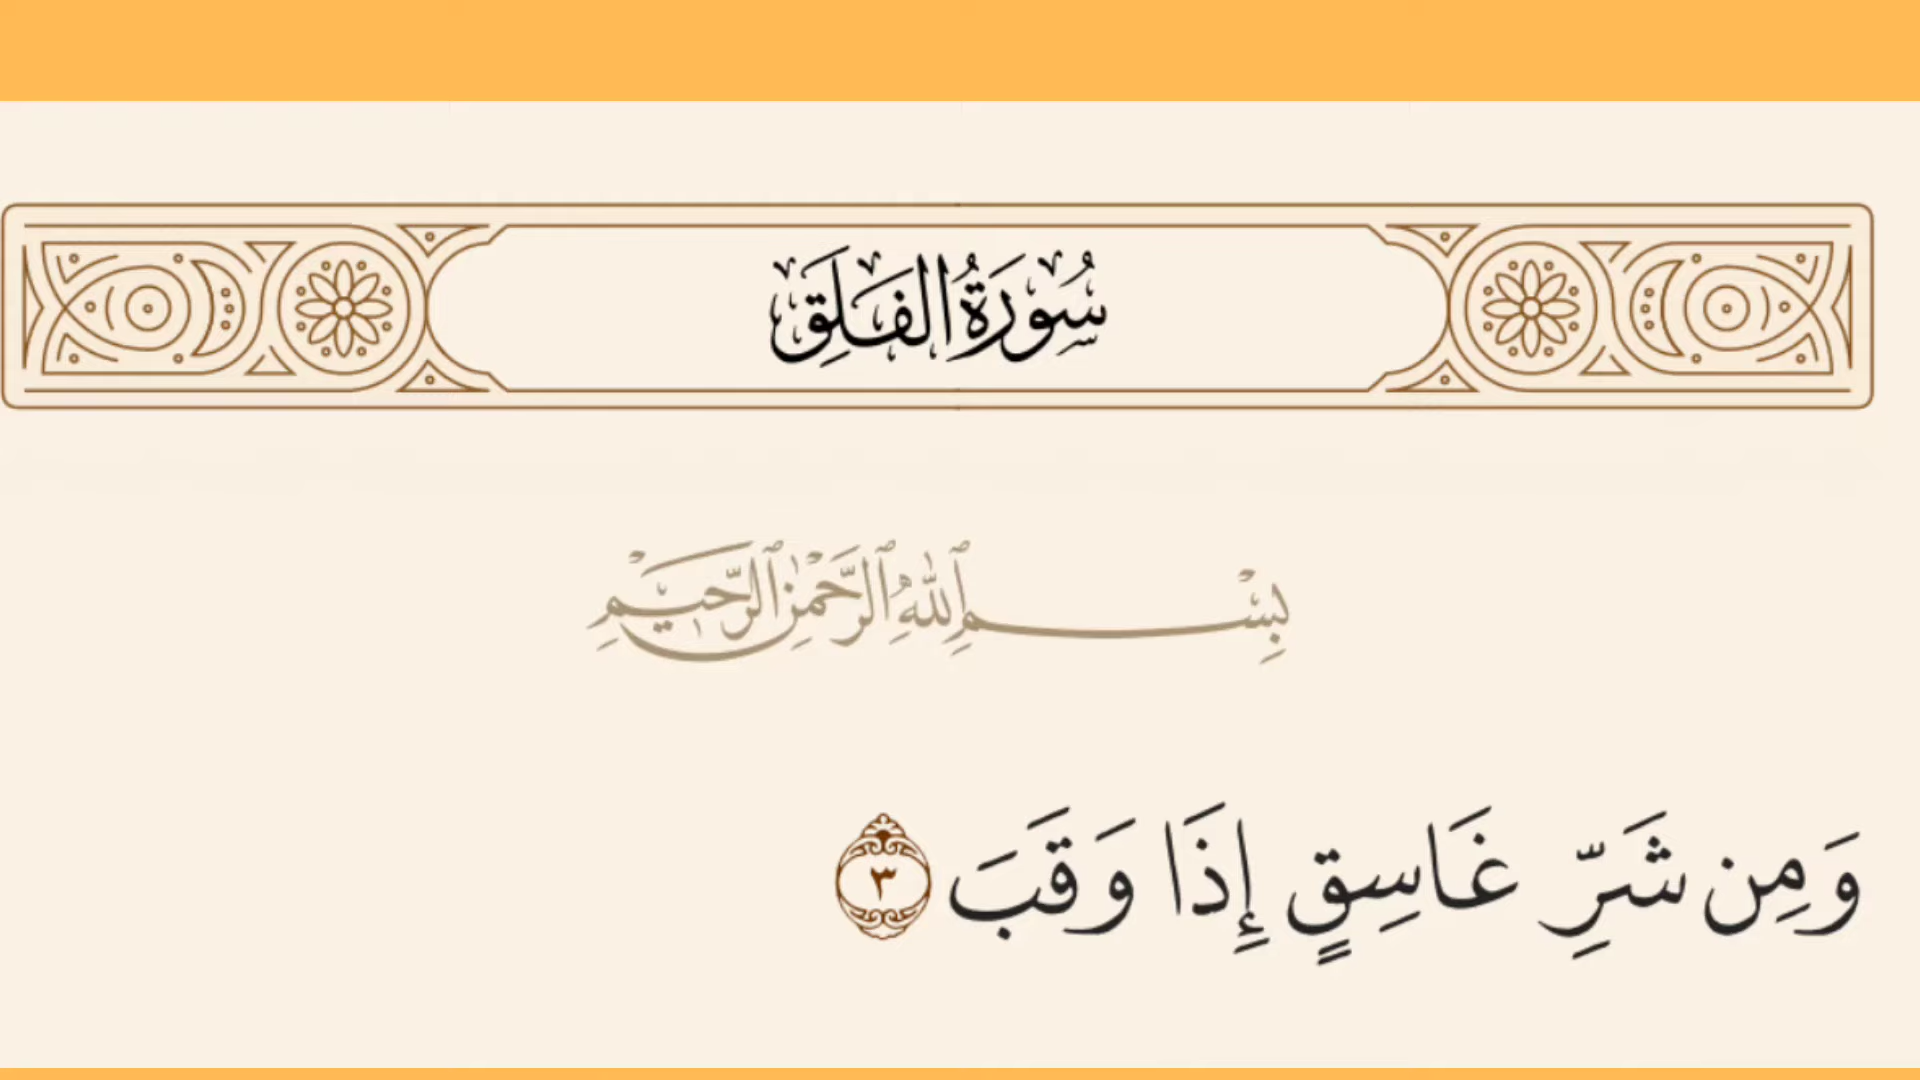 سُورَةُ الفَلَقِ
بِسْمِ ٱللَّهِ ٱلرَّحْمَٰنِ ٱلرَّحِيمِ
وَمِن شَرِّ غَاسِقٍ إِذَا وَقَبَ ٣